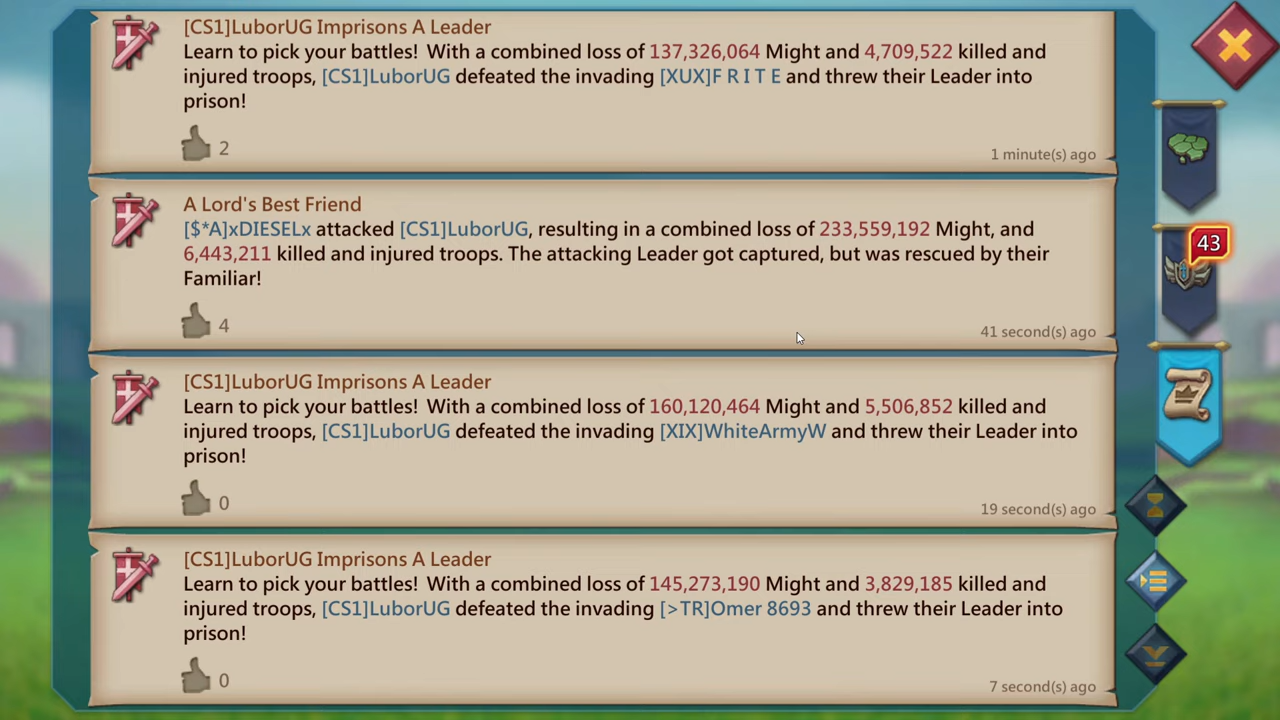 [CS1]LuborUG Imprisons A Leader
Learn to pick your battles! With a combined loss of 137,326,064 Might and 4,709,522 killed and
injured troops, [CS1]LuborUG defeated the invading [XUX]F R I T E and threw their Leader into
prison!
2
1 minute(s) ago
A Lord's Best Friend
[$*A]xDIESELx attacked [CS1]LuborUG, resulting in a combined loss of 233,559,192 Might, and
6,443,211 killed and injured troops. The attacking Leader got captured, but was rescued by their
Familiar!
4
41 second(s) ago
[CS1]LuborUG Imprisons A Leader
Learn to pick your battles! With a combined loss of 160,120,464 Might and 5,506,852 killed and
injured troops, [CS1]LuborUG defeated the invading [XIX]WhiteArmyW and threw their Leader into
prison!
0
19 second(s) ago
[CS1]LuborUG Imprisons A Leader
Learn to pick your battles! With a combined loss of 145,273,190 Might and 3,829,185 killed and
injured troops, [CS1]LuborUG defeated the invading [>TR]Omer 8693 and threw their Leader into
prison!
0
7 second(s) ago
43